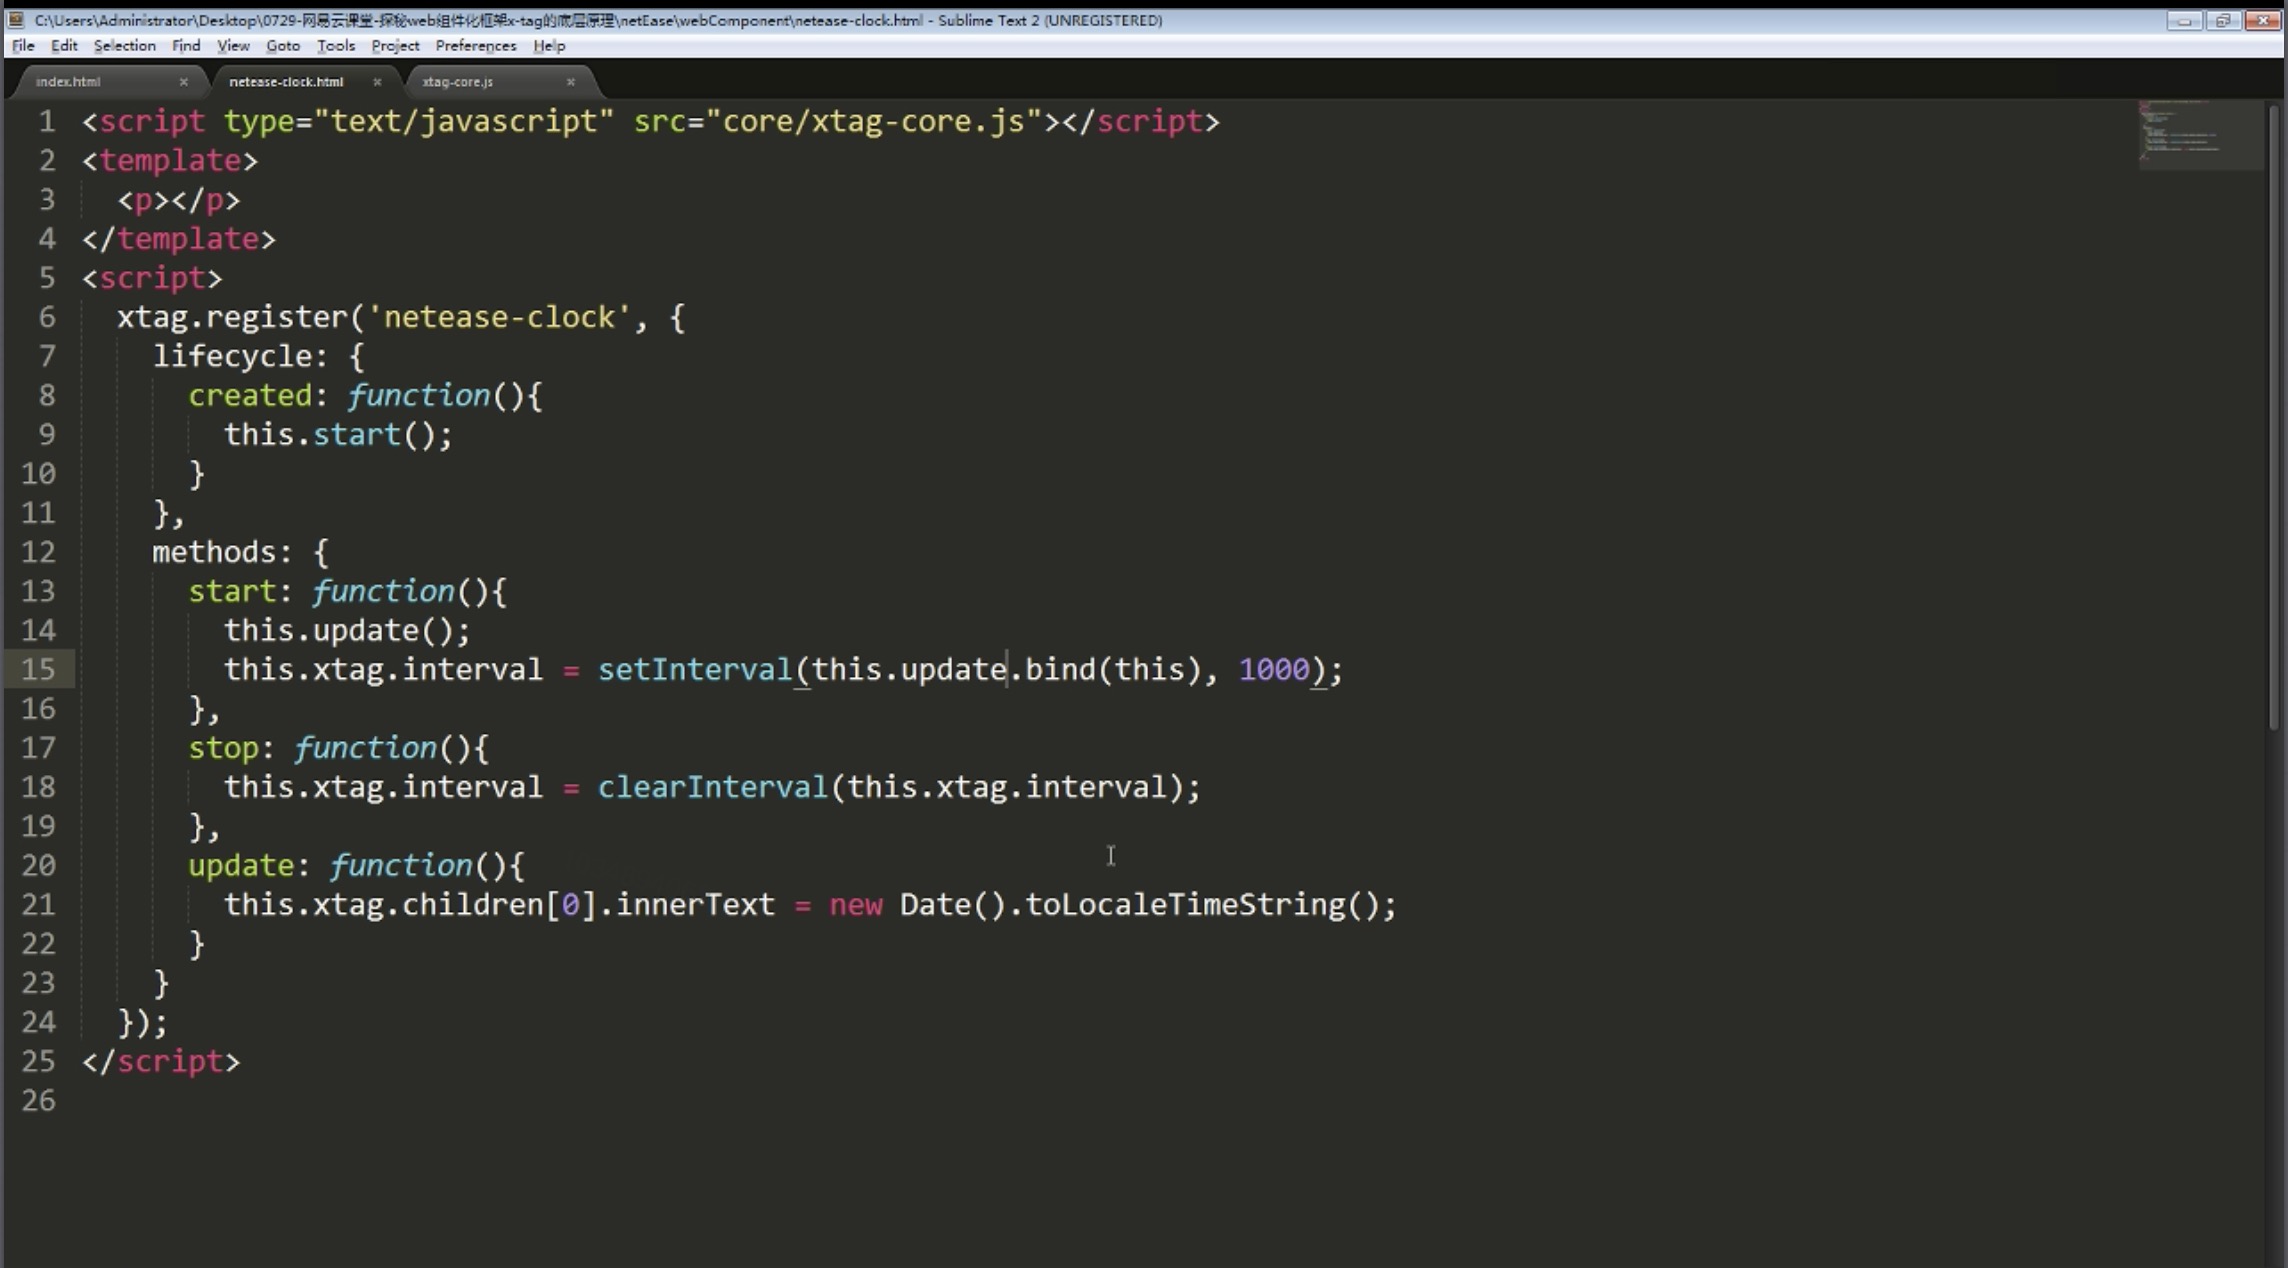 C:\Users\Administrator\Desktop\0729-网易云课堂-探秘web组件化框架x-tag的底层原理\netEase\webComponent\netease-clock.html - Sublime Text 2 (UNREGISTERED)
File Edit Selection Find View Goto Tools Project Preferences Help
index.html × netease-clock.html × xtag-core.js ×
1 <script type="text/javascript" src="core/xtag-core.js"></script>
2 <template>
3 <p></p>
4 </template>
5 <script>
6 xtag.register('netease-clock', {
7 lifecycle: {
8 created: function(){
9 this.start();
10 }
11 },
12 methods: {
13 start: function(){
14 this.update();
15 this.xtag.interval = setInterval(this.update.bind(this), 1000);
16 },
17 stop: function(){
18 this.xtag.interval = clearInterval(this.xtag.interval);
19 },
20 update: function(){
21 this.xtag.children[0].innerText = new Date().toLocaleTimeString();
22 }
23 }
24 });
25 </script>
26